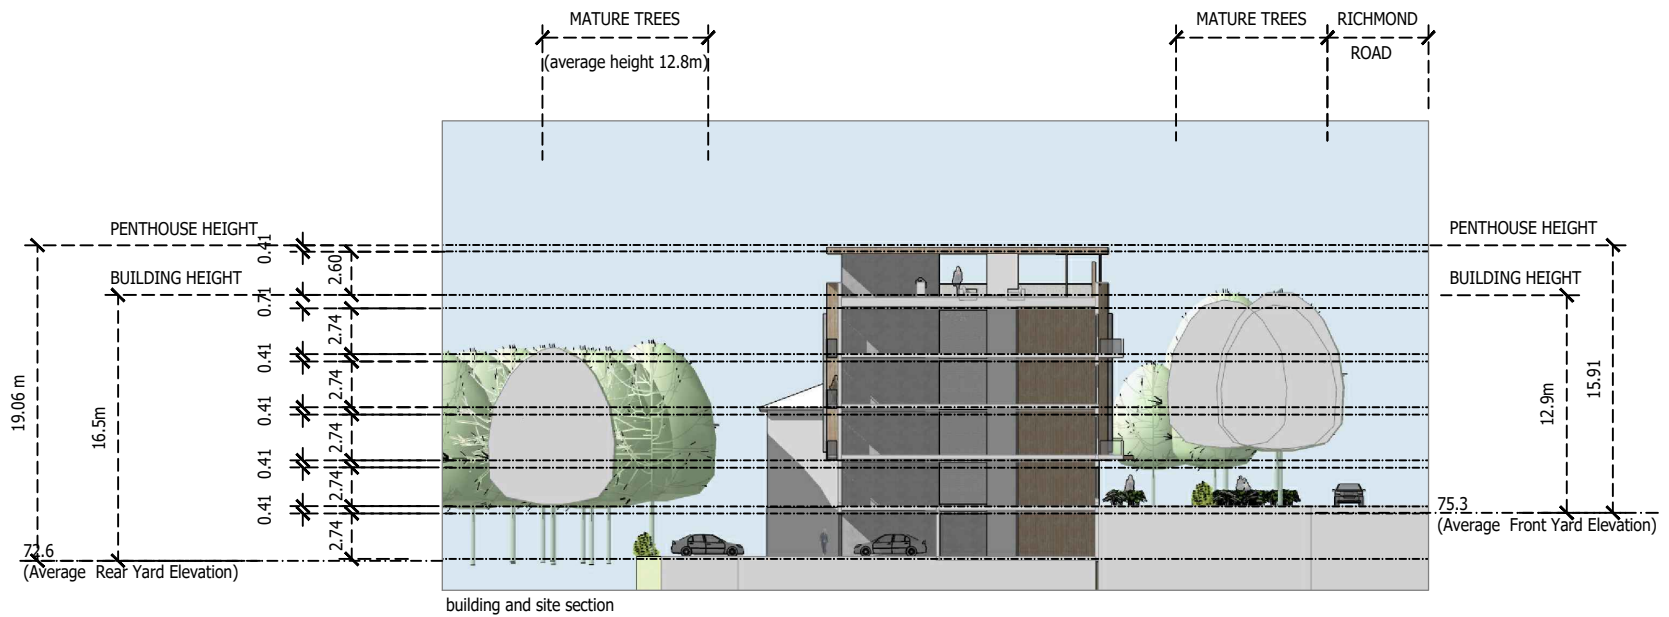 MATURE TREES
(average height 12.8m)
MATURE TREES
RICHMOND
ROAD
PENTHOUSE HEIGHT
BUILDING HEIGHT
0.41
0.71
0.41
0.41
0.41
0.41
2.60
2.74
2.74
2.74
2.74
2.74
19.06 m
16.5m
72.6
(Average Rear Yard Elevation)
PENTHOUSE HEIGHT
BUILDING HEIGHT
12.9m
15.91
75.3
(Average Front Yard Elevation)
building and site section